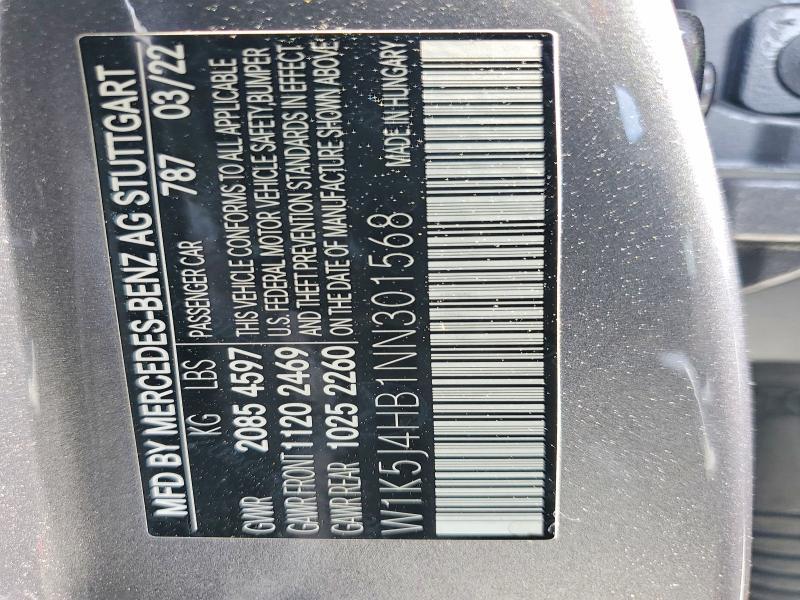 MFD BY MERCEDES-BENZ AG STUTTGART
787 03/22
KG LBS PASSENGER CAR
GVWR 2085 4597
GAWR FRONT 1120 2469
GAWR REAR 1025 2260
THIS VEHICLE CONFORMS TO ALL APPLICABLE
U.S. FEDERAL MOTOR VEHICLE SAFETY,BUMPER
AND THEFT PREVENTION STANDARDS IN EFFECT
ON THE DATE OF MANUFACTURE SHOWN ABOVE
MADE IN HUNGARY
W1K5J4HB1NN301568